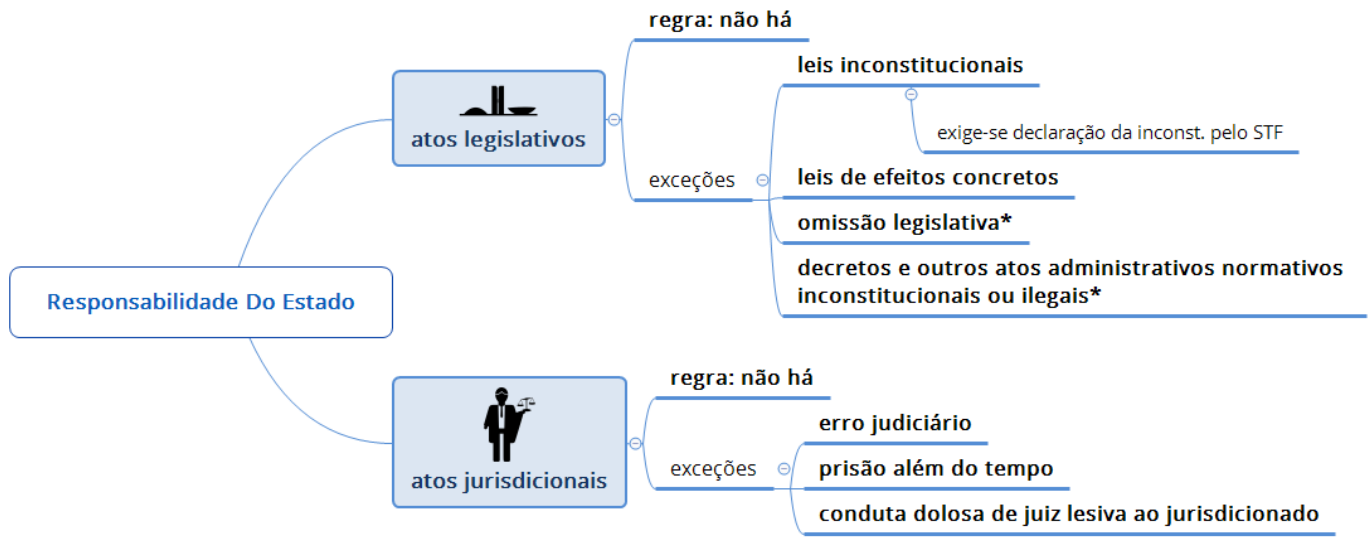 Responsabilidade Do Estado
atos legislativos
regra: não há
exceções
leis inconstitucionais
exige-se declaração da inconst. pelo STF
leis de efeitos concretos
omissão legislativa*
decretos e outros atos administrativos normativos
inconstitucionais ou ilegais*
atos jurisdicionais
regra: não há
exceções
erro judiciário
prisão além do tempo
conduta dolosa de juiz lesiva ao jurisdicionado